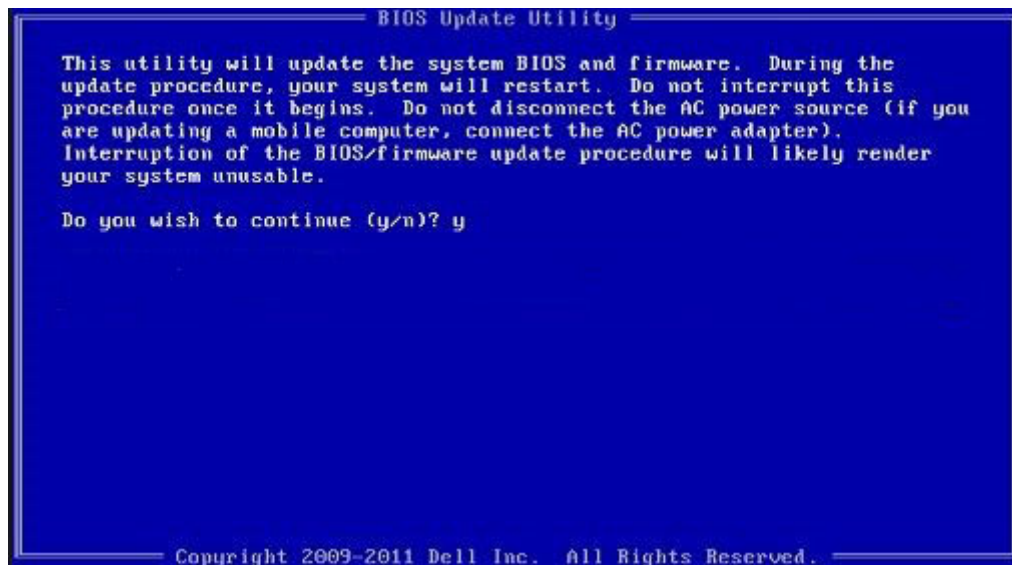 BIOS Update Utility
This utility will update the system BIOS and firmware. During the
update procedure, your system will restart. Do not interrupt this
procedure once it begins. Do not disconnect the AC power source (if you
are updating a mobile computer, connect the AC power adapter).
Interruption of the BIOS/firmware update procedure will likely render
your system unusable.
Do you wish to continue (y/n)? y
Copyright 2009-2011 Dell Inc. All Rights Reserved.